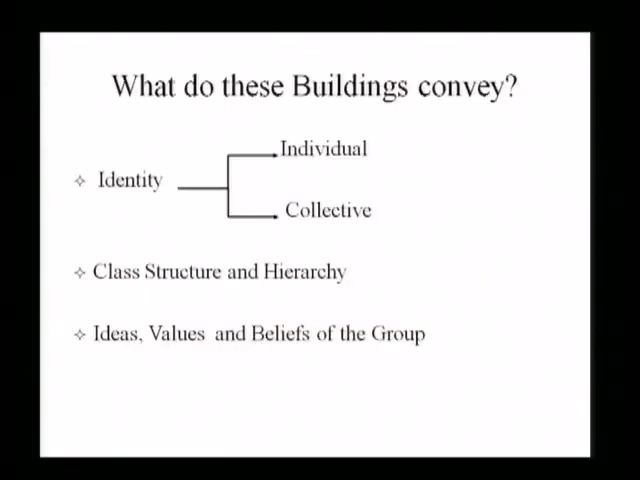 What do these Buildings convey?
Individual
Identity
Collective
Class Structure and Hierarchy
Ideas, Values and Beliefs of the Group